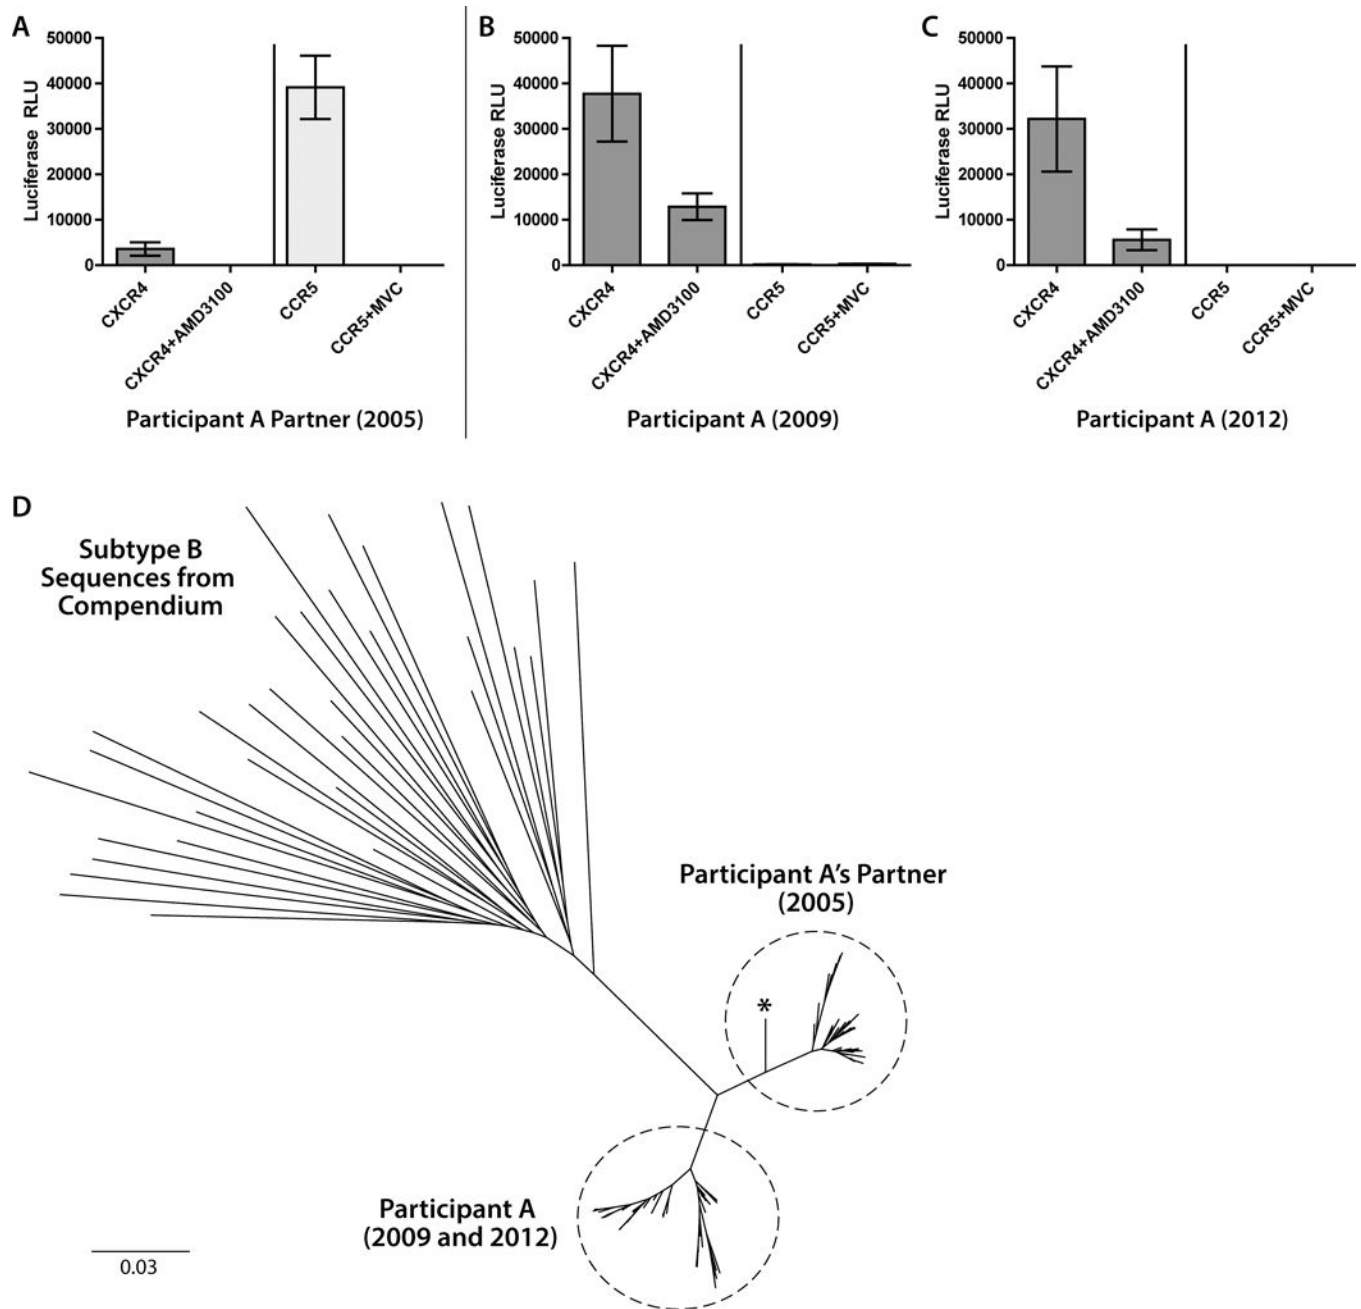 A
Luciferase RLU
50000
40000
30000
20000
10000
0
CXCR4
CXCR4+AMD3100
CCR5
CCR5+MVC
Participant A Partner (2005)
B
Luciferase RLU
50000
40000
30000
20000
10000
0
CXCR4
CXCR4+AMD3100
CCR5
CCR5+MVC
Participant A (2009)
C
Luciferase RLU
50000
40000
30000
20000
10000
0
CXCR4
CXCR4+AMD3100
CCR5
CCR5+MVC
Participant A (2012)
D
Subtype B
Sequences from
Compendium
Participant A's Partner
(2005)
*
Participant A
(2009 and 2012)
0.03